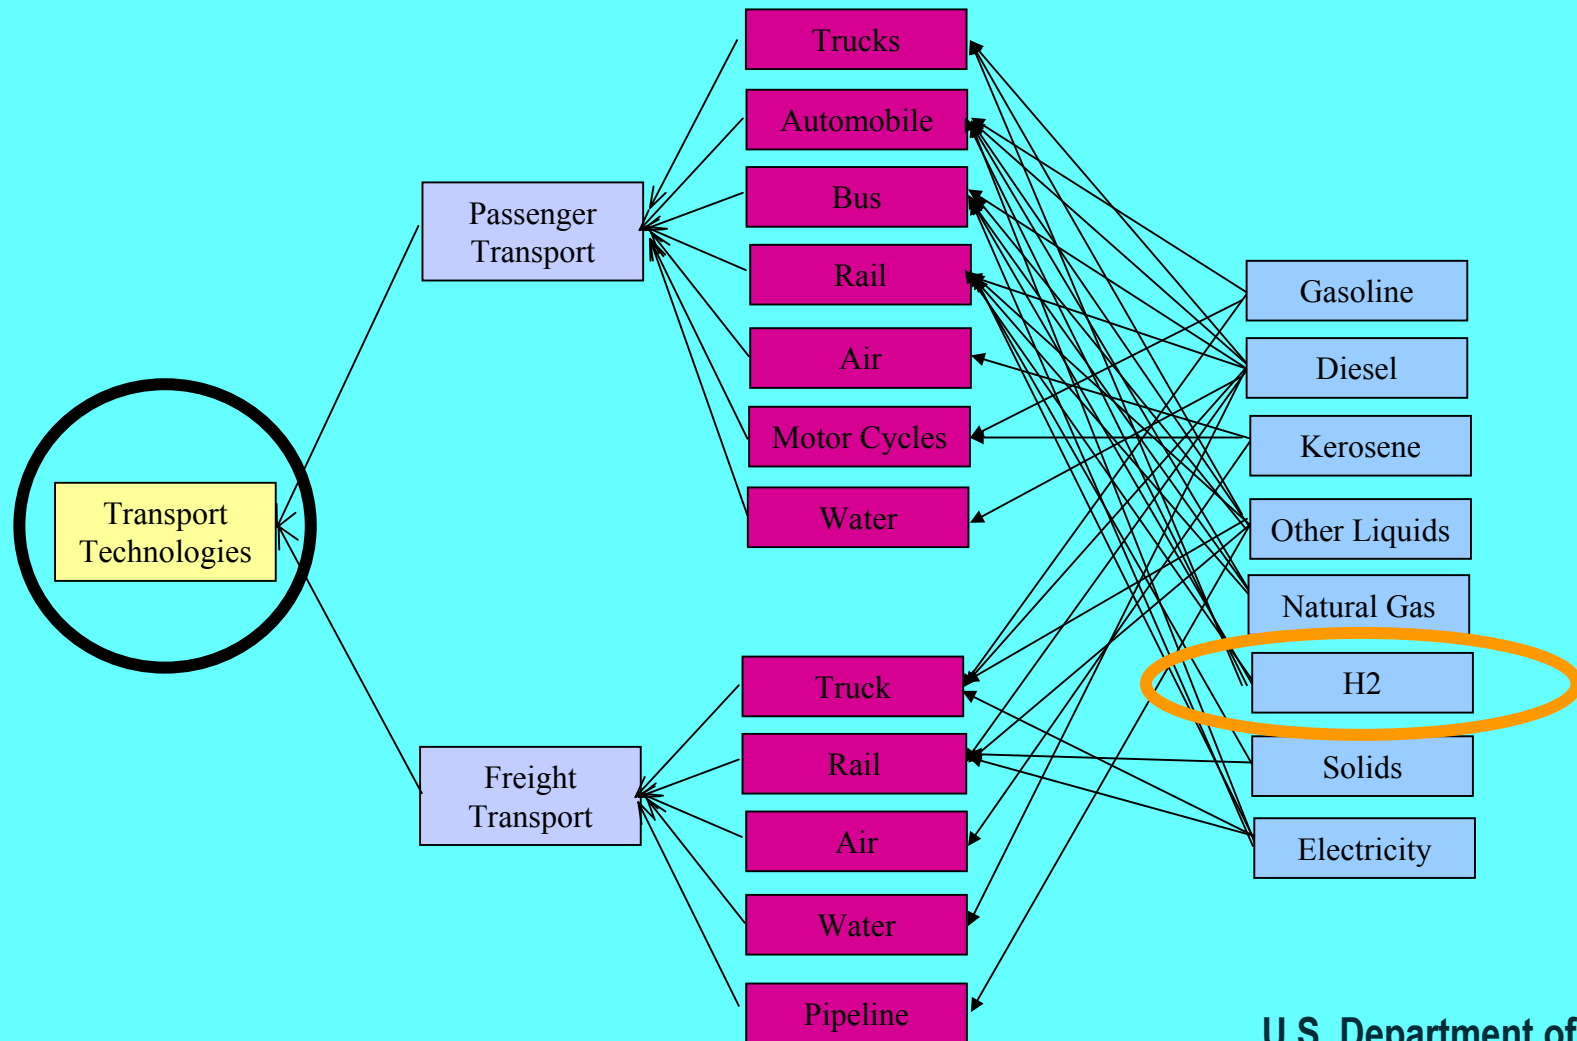 Trucks
Automobile
Bus
Rail
Air
Motor Cycles
Water
Passenger
Transport
Transport
Technologies
Freight
Transport
Truck
Rail
Air
Water
Pipeline
Gasoline
Diesel
Kerosene
Other Liquids
Natural Gas
H2
Solids
Electricity
U.S. Department of